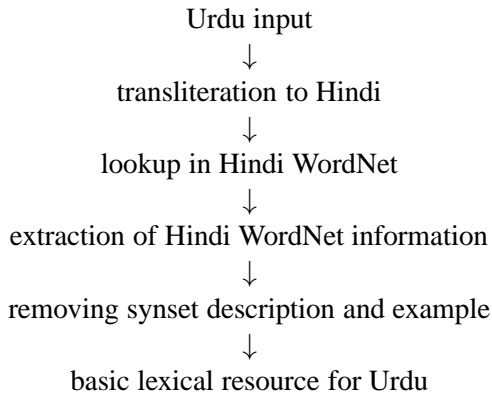 Urdu input
↓
transliteration to Hindi
↓
lookup in Hindi WordNet
↓
extraction of Hindi WordNet information
↓
removing synset description and example
↓
basic lexical resource for Urdu